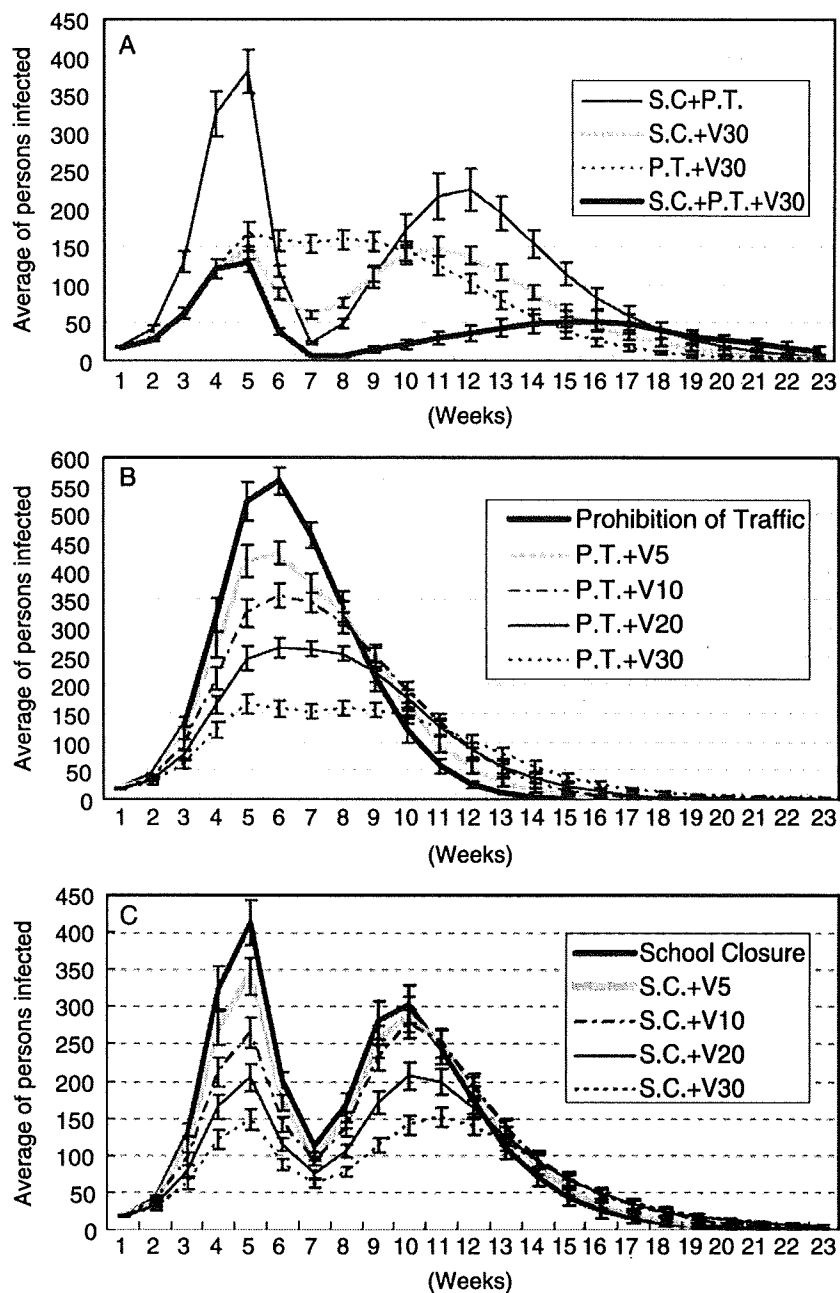 A
Average of persons infected
450
400
350
300
250
200
150
100
50
0
S.C+P.T.
S.C.+V30
P.T.+V30
S.C.+P.T.+V30
1 2 3 4 5 6 7 8 9 10 11 12 13 14 15 16 17 18 19 20 21 22 23
(Weeks)
B
Average of persons infected
600
550
500
450
400
350
300
250
200
150
100
50
0
Prohibition of Traffic
P.T.+V5
P.T.+V10
P.T.+V20
P.T.+V30
1 2 3 4 5 6 7 8 9 10 11 12 13 14 15 16 17 18 19 20 21 22 23
(Weeks)
C
Average of persons infected
450
400
350
300
250
200
150
100
50
0
School Closure
S.C.+V5
S.C.+V10
S.C.+V20
S.C.+V30
1 2 3 4 5 6 7 8 9 10 11 12 13 14 15 16 17 18 19 20 21 22 23
(Weeks)